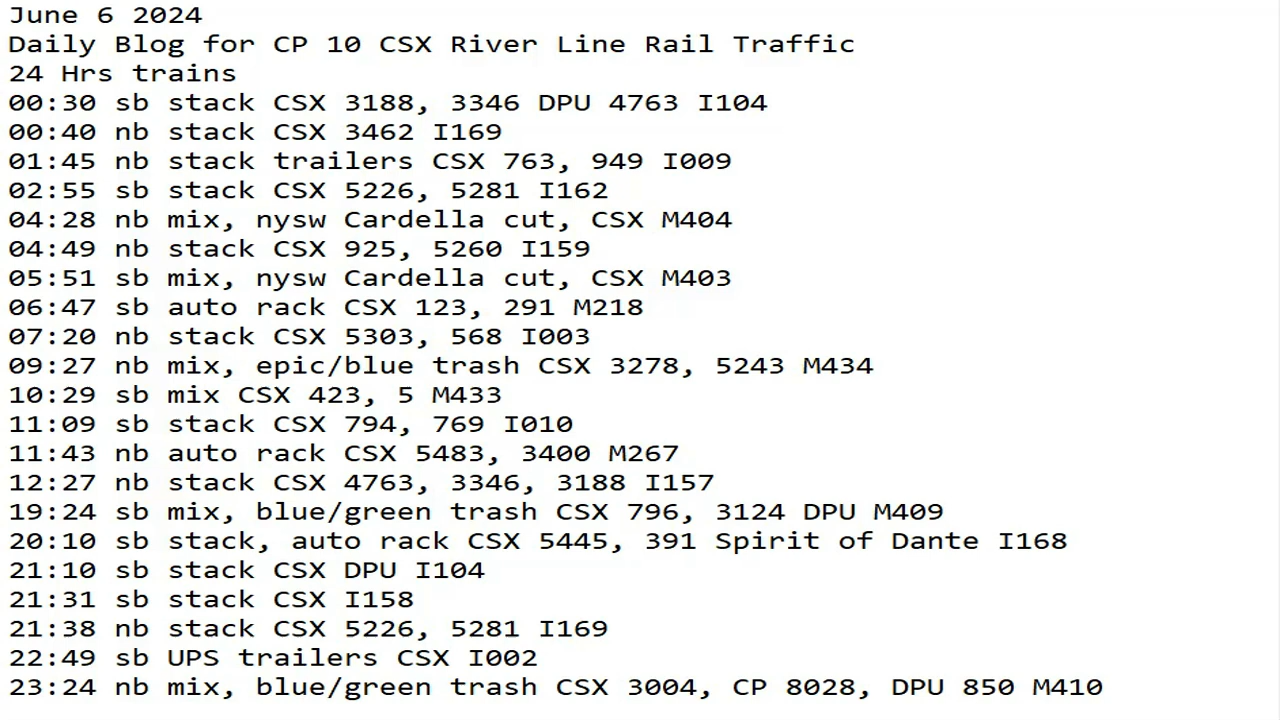 June 6 2024
Daily Blog for CP 10 CSX River Line Rail Traffic
24 Hrs trains
00:30 sb stack CSX 3188, 3346 DPU 4763 I104
00:40 nb stack CSX 3462 I169
01:45 nb stack trailers CSX 763, 949 I009
02:55 sb stack CSX 5226, 5281 I162
04:28 nb mix, nysw Cardella cut, CSX M404
04:49 nb stack CSX 925, 5260 I159
05:51 sb mix, nysw Cardella cut, CSX M403
06:47 sb auto rack CSX 123, 291 M218
07:20 nb stack CSX 5303, 568 I003
09:27 nb mix, epic/blue trash CSX 3278, 5243 M434
10:29 sb mix CSX 423, 5 M433
11:09 sb stack CSX 794, 769 I010
11:43 nb auto rack CSX 5483, 3400 M267
12:27 nb stack CSX 4763, 3346, 3188 I157
19:24 sb mix, blue/green trash CSX 796, 3124 DPU M409
20:10 sb stack, auto rack CSX 5445, 391 Spirit of Dante I168
21:10 sb stack CSX DPU I104
21:31 sb stack CSX I158
21:38 nb stack CSX 5226, 5281 I169
22:49 sb UPS trailers CSX I002
23:24 nb mix, blue/green trash CSX 3004, CP 8028, DPU 850 M410